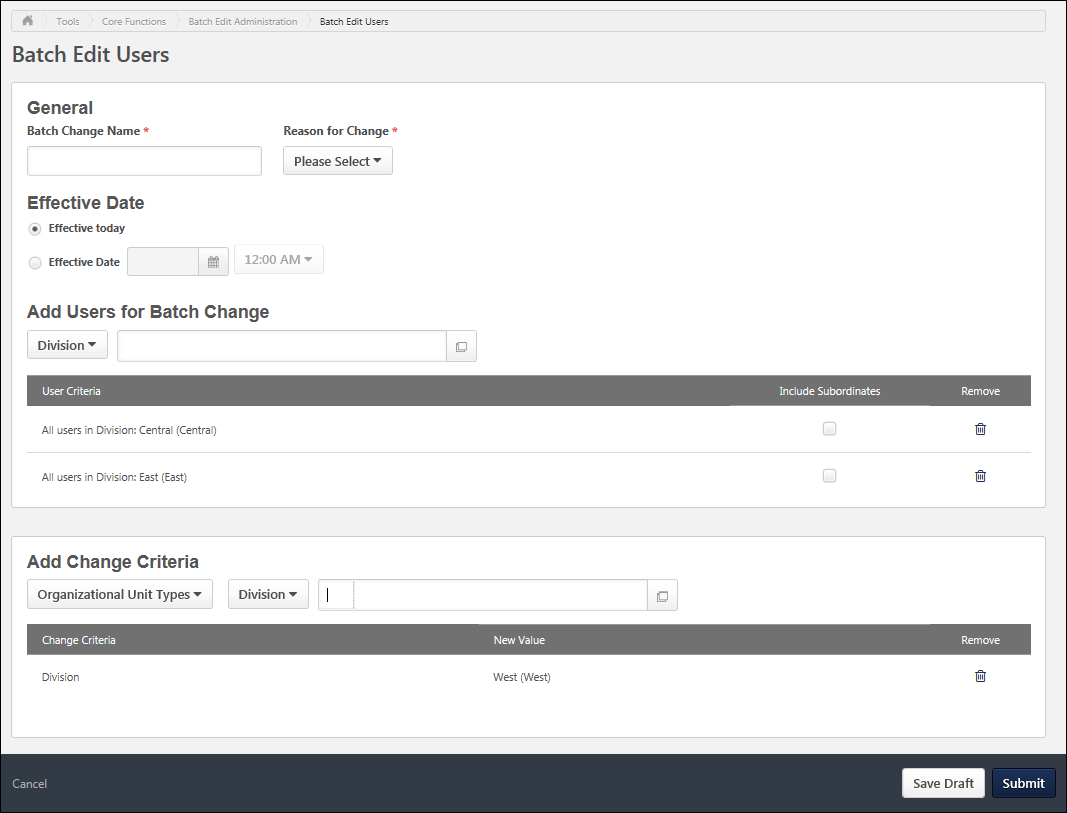 Tools Core Functions Batch Edit Administration Batch Edit Users
Batch Edit Users
General
Batch Change Name * Reason for Change *
Please Select
Effective Date
Effective today
Effective Date 12:00 AM
Add Users for Batch Change
Division
User Criteria Include Subordinates Remove
All users in Division: Central (Central)
All users in Division: East (East)
Add Change Criteria
Organizational Unit Types Division
Change Criteria New Value Remove
Division West (West)
Cancel Save Draft Submit